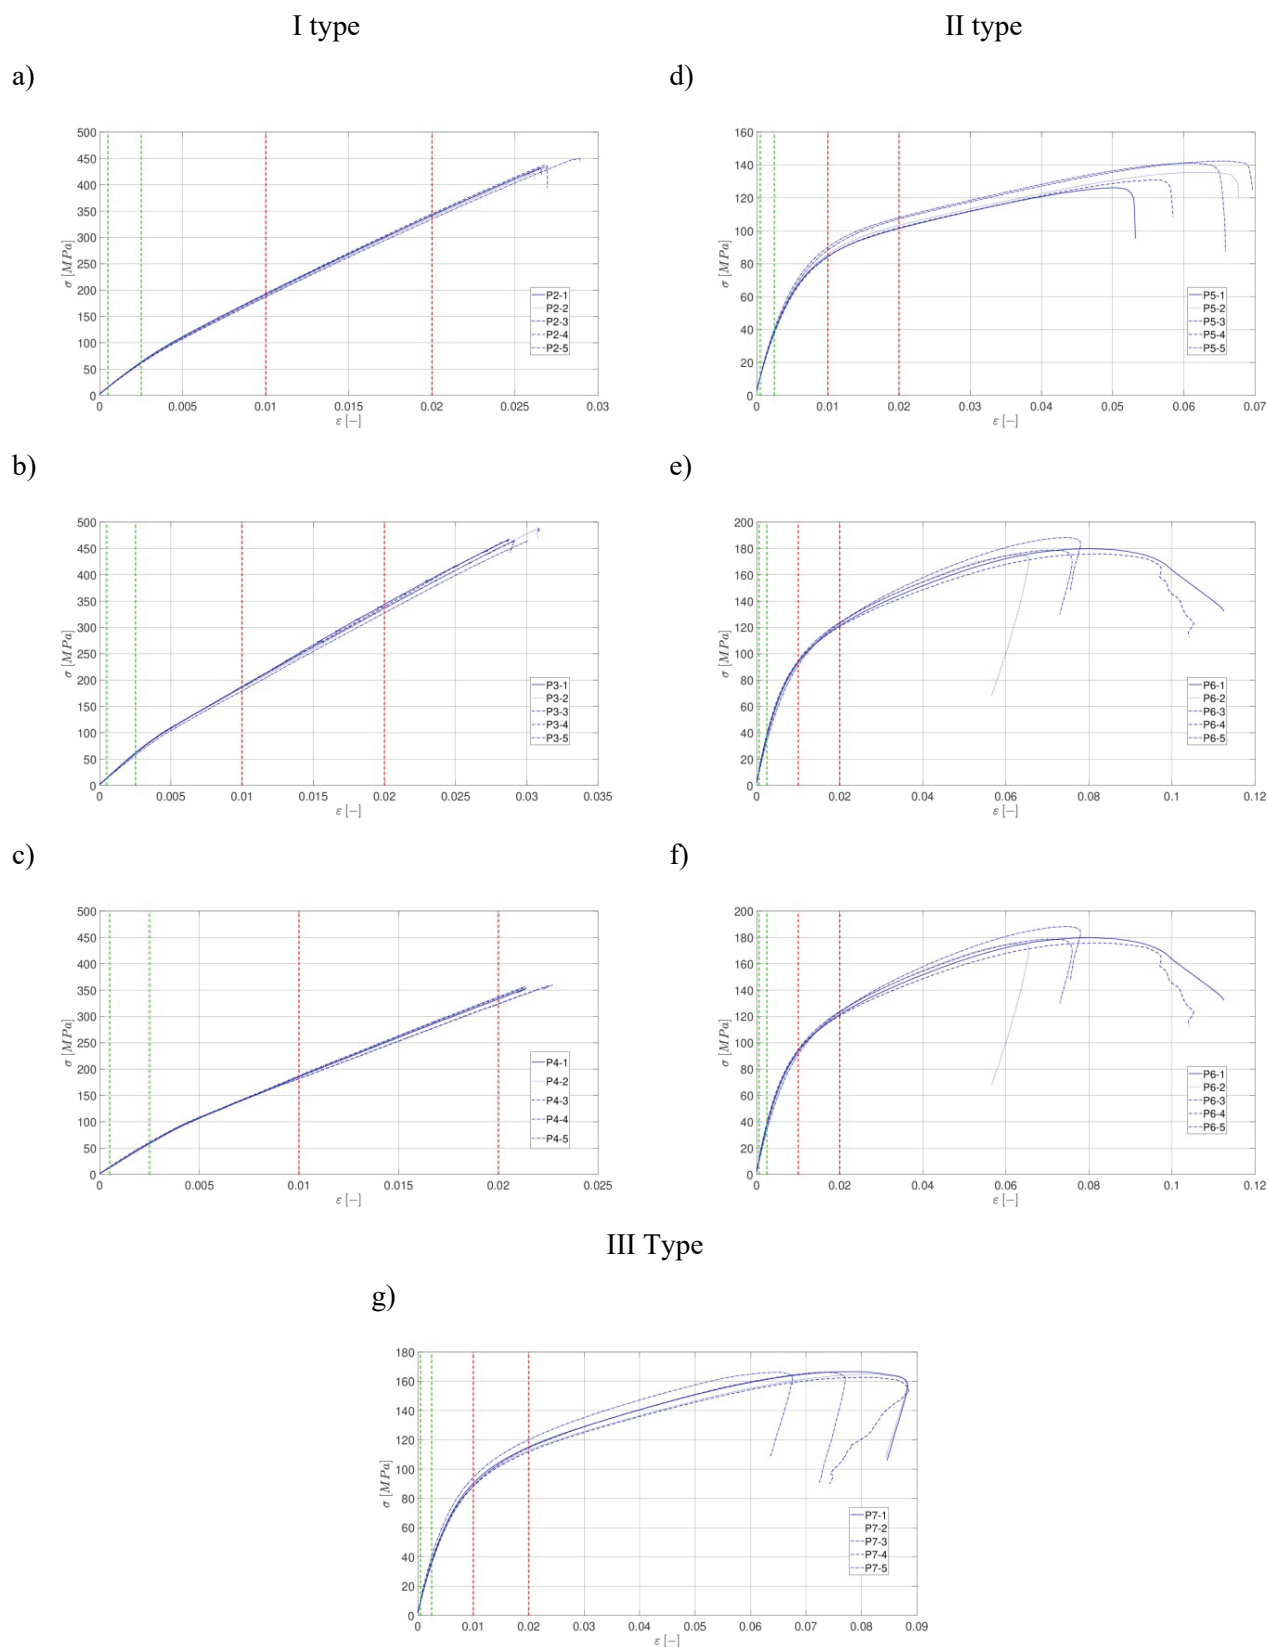 I type
II type
a)
500
450
400
350
300
250
200
150
100
50
0
σ [MPa]
P2-1
P2-2
P2-3
P2-4
P2-5
0 0.005 0.01 0.015 0.02 0.025 0.03
ε [−]
d)
160
140
120
100
80
60
40
20
0
σ [MPa]
P5-1
P5-2
P5-3
P5-4
P5-5
0 0.01 0.02 0.03 0.04 0.05 0.06 0.07
ε [−]
b)
500
450
400
350
300
250
200
150
100
50
0
σ [MPa]
P3-1
P3-2
P3-3
P3-4
P3-5
0 0.005 0.01 0.015 0.02 0.025 0.03 0.035
ε [−]
e)
200
180
160
140
120
100
80
60
40
20
0
σ [MPa]
P6-1
P6-2
P6-3
P6-4
P6-5
0 0.02 0.04 0.06 0.08 0.1 0.12
ε [−]
c)
500
450
400
350
300
250
200
150
100
50
0
σ [MPa]
P4-1
P4-2
P4-3
P4-4
P4-5
0 0.005 0.01 0.015 0.02 0.025
ε [−]
f)
200
180
160
140
120
100
80
60
40
20
0
σ [MPa]
P6-1
P6-2
P6-3
P6-4
P6-5
0 0.02 0.04 0.06 0.08 0.1 0.12
ε [−]
III Type
g)
180
160
140
120
100
80
60
40
20
0
σ [MPa]
P7-1
P7-2
P7-3
P7-4
P7-5
0 0.01 0.02 0.03 0.04 0.05 0.06 0.07 0.08 0.09
ε [−]